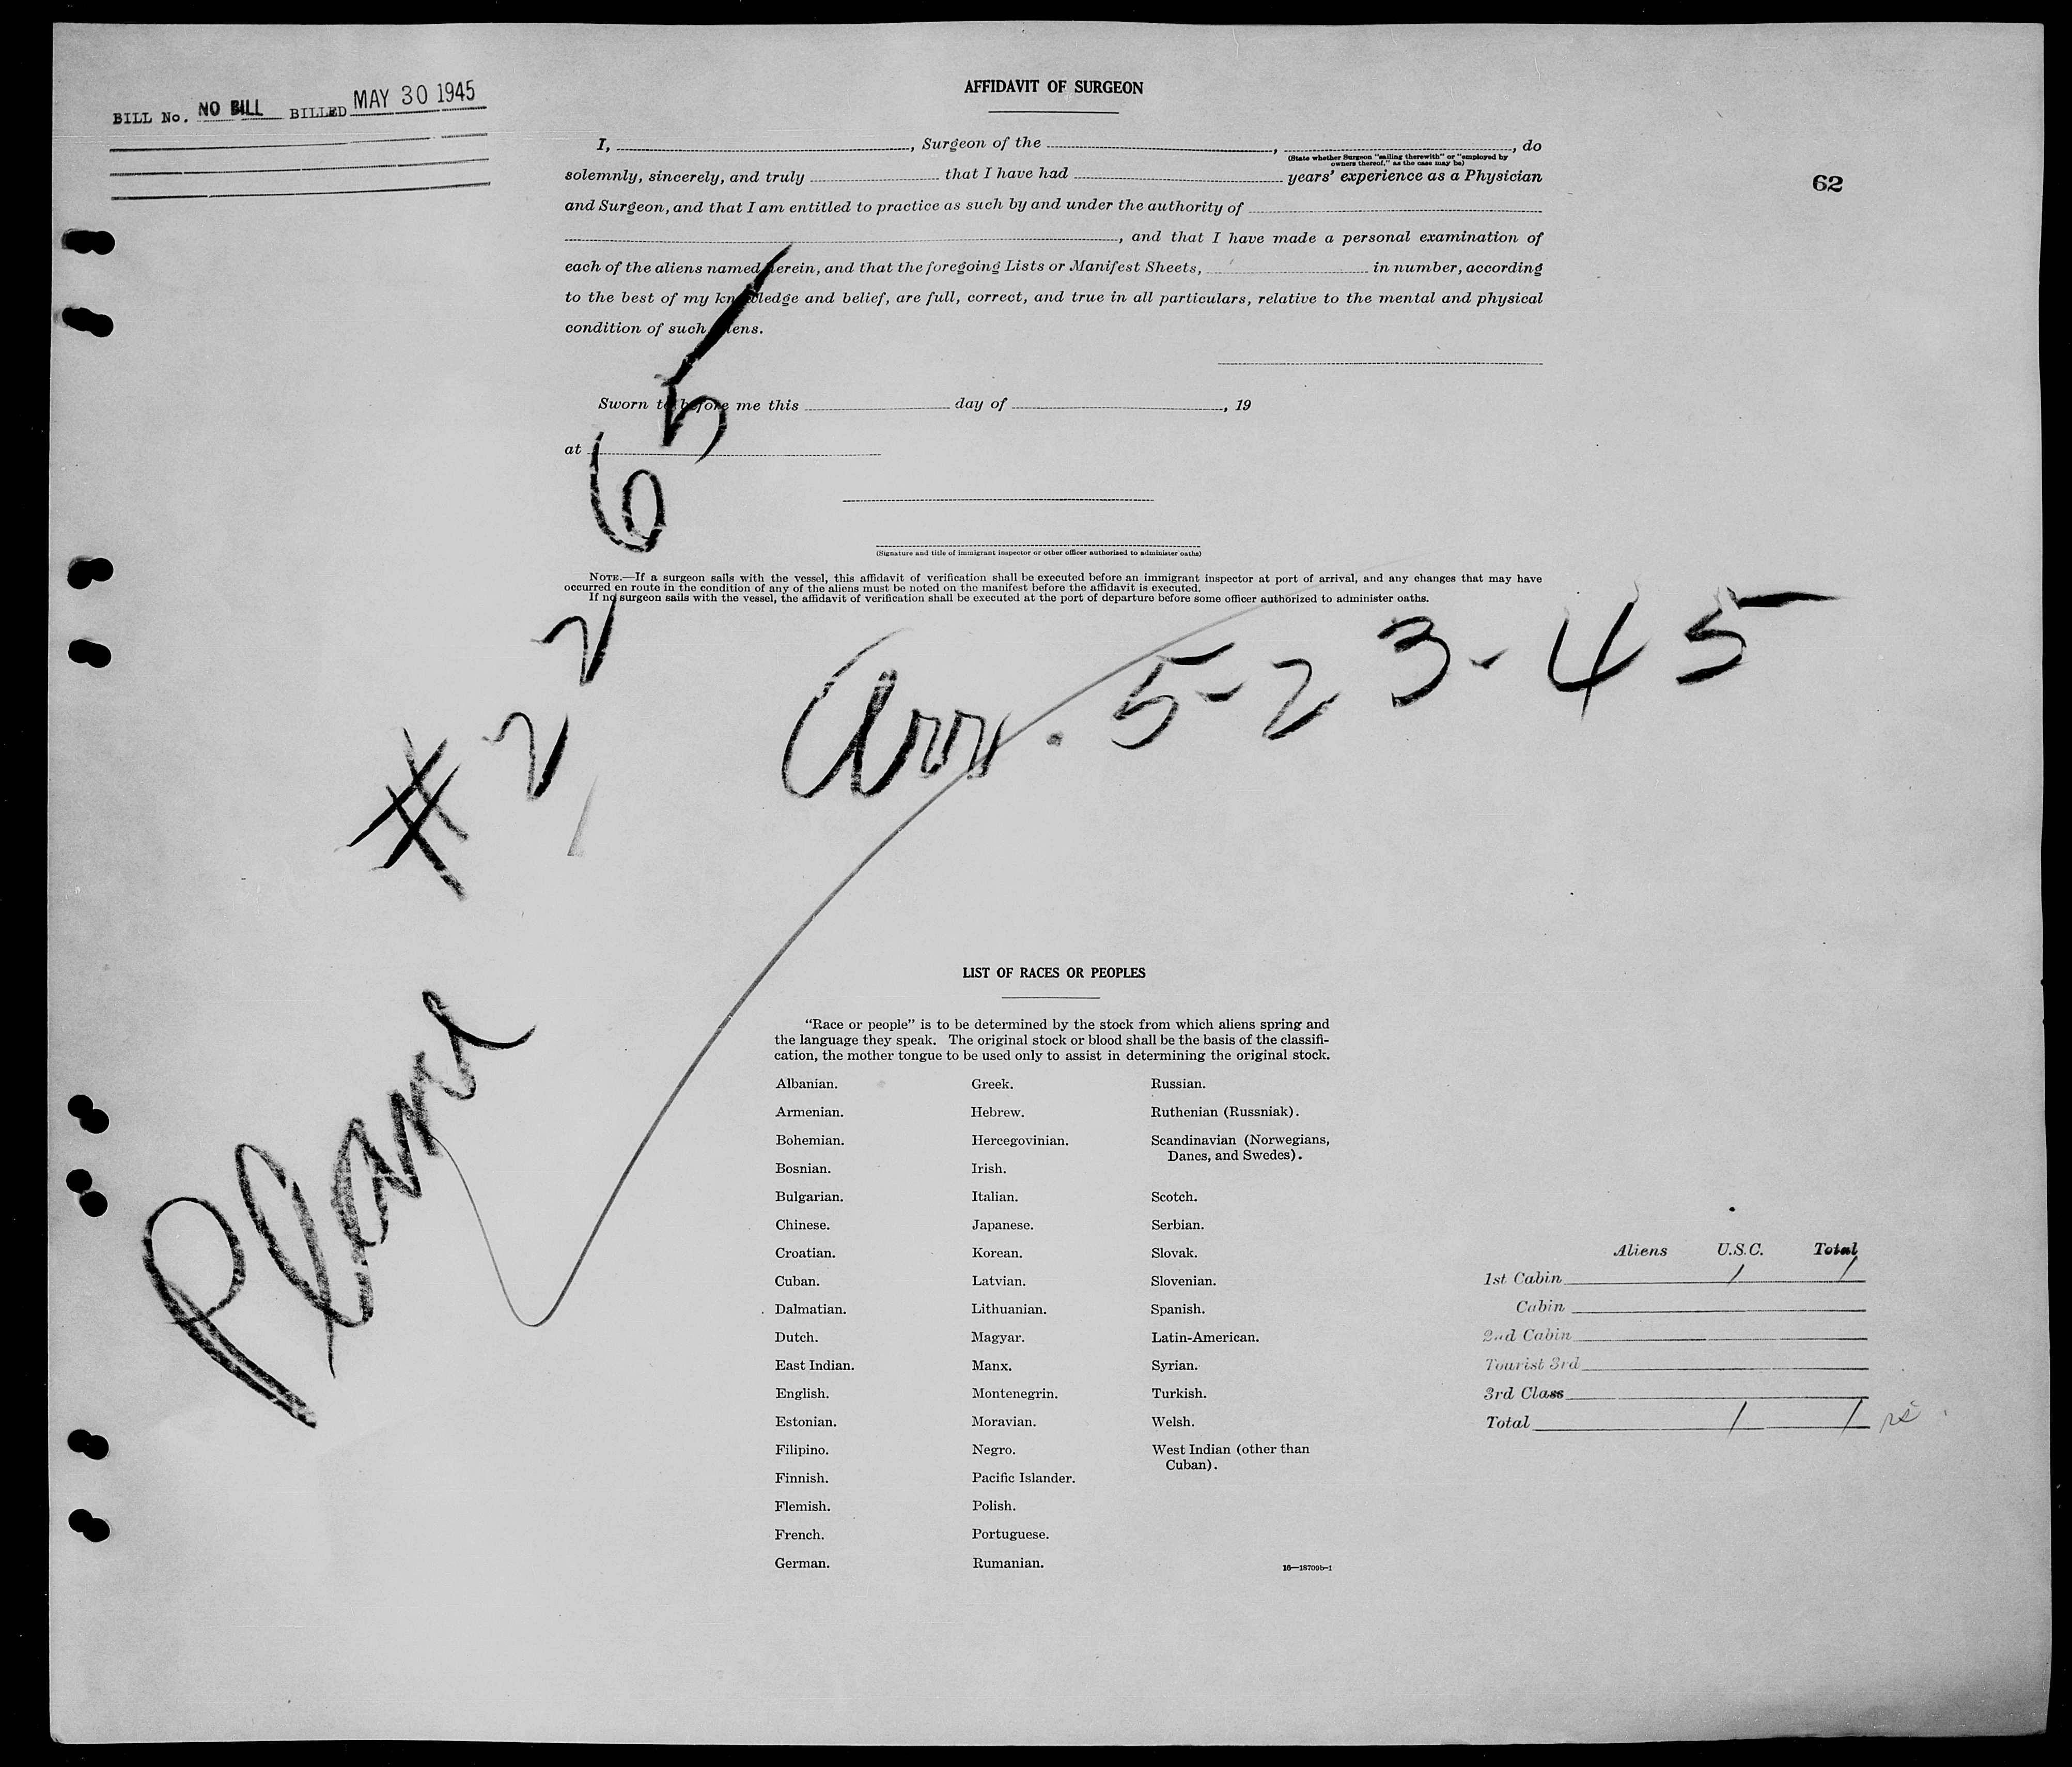 BILL No. NO BILL BILLED MAY 30 1945
AFFIDAVIT OF SURGEON
I, , Surgeon of the , , do
(State whether Surgeon "sailing therewith" or "employed by
owners thereof," as the case may be)
solemnly, sincerely, and truly that I have had years' experience as a Physician
62
and Surgeon, and that I am entitled to practice as such by and under the authority of
, and that I have made a personal examination of
each of the aliens named herein, and that the foregoing Lists or Manifest Sheets, in number, according
to the best of my knowledge and belief, are full, correct, and true in all particulars, relative to the mental and physical
condition of such aliens.
Sworn to before me this day of , 19
at
(Signature and title of immigrant inspector or other officer authorized to administer oaths)
NOTE.—If a surgeon sails with the vessel, this affidavit of verification shall be executed before an immigrant inspector at port of arrival, and any changes that may have
occurred en route in the condition of any of the aliens must be noted on the manifest before the affidavit is executed.
If no surgeon sails with the vessel, the affidavit of verification shall be executed at the port of departure before some officer authorized to administer oaths.
Plane #2265
Arr. 5-23-45
LIST OF RACES OR PEOPLES
"Race or people" is to be determined by the stock from which aliens spring and
the language they speak. The original stock or blood shall be the basis of the classifi-
cation, the mother tongue to be used only to assist in determining the original stock.
Albanian.
Armenian.
Bohemian.
Bosnian.
Bulgarian.
Chinese.
Croatian.
Cuban.
Dalmatian.
Dutch.
East Indian.
English.
Estonian.
Filipino.
Finnish.
Flemish.
French.
German.
Greek.
Hebrew.
Hercegovinian.
Irish.
Italian.
Japanese.
Korean.
Latvian.
Lithuanian.
Magyar.
Manx.
Montenegrin.
Moravian.
Negro.
Pacific Islander.
Polish.
Portuguese.
Rumanian.
Russian.
Ruthenian (Russniak).
Scandinavian (Norwegians,
Danes, and Swedes).
Scotch.
Serbian.
Slovak.
Slovenian.
Spanish.
Latin-American.
Syrian.
Turkish.
Welsh.
West Indian (other than
Cuban).
16—18709b-1
Aliens U.S.C. Total
1st Cabin 1 1
Cabin
2nd Cabin
Tourist 3rd
3rd Class
Total 1 1